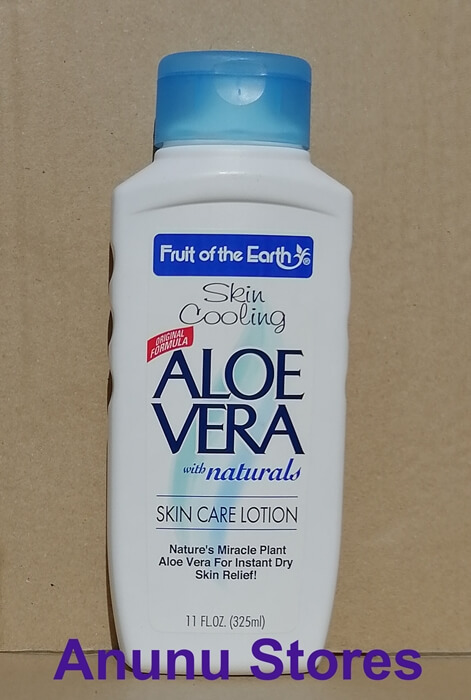 Fruit of the Earth®
Skin
Cooling
ORIGINAL
FORMULA
ALOE
VERA
with naturals
SKIN CARE LOTION
Nature's Miracle Plant
Aloe Vera For Instant Dry
Skin Relief!
11 FL.OZ. (325ml)
Anunu Stores